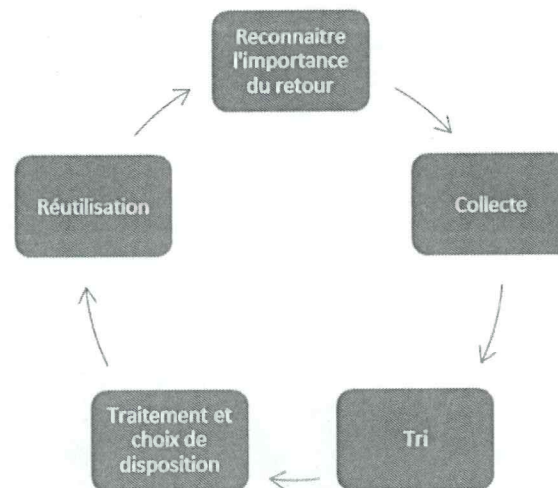 Reconnaitre
l'importance
du retour
Collecte
Tri
Traitement et
choix de
disposition
Réutilisation